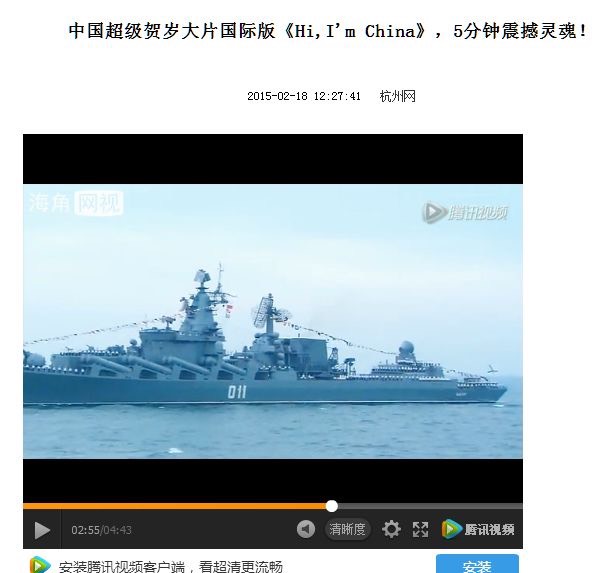 中国超级贺岁大片国际版《Hi,I'm China》，5分钟震撼灵魂！
2015-02-18 12:27:41 杭州网
海角网视
腾讯视频
011
02:55/04:43
清晰度
腾讯视频
安装腾讯视频客户端，看超清更流畅
安装